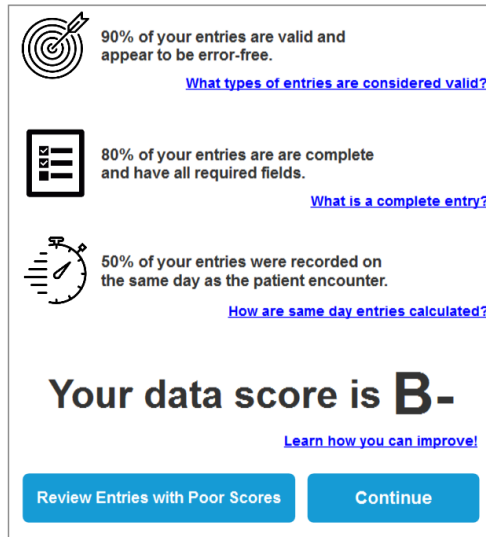 90% of your entries are valid and
appear to be error-free.
What types of entries are considered valid?
80% of your entries are are complete
and have all required fields.
What is a complete entry?
50% of your entries were recorded on
the same day as the patient encounter.
How are same day entries calculated?
Your data score is B-
Learn how you can improve!
Review Entries with Poor Scores
Continue